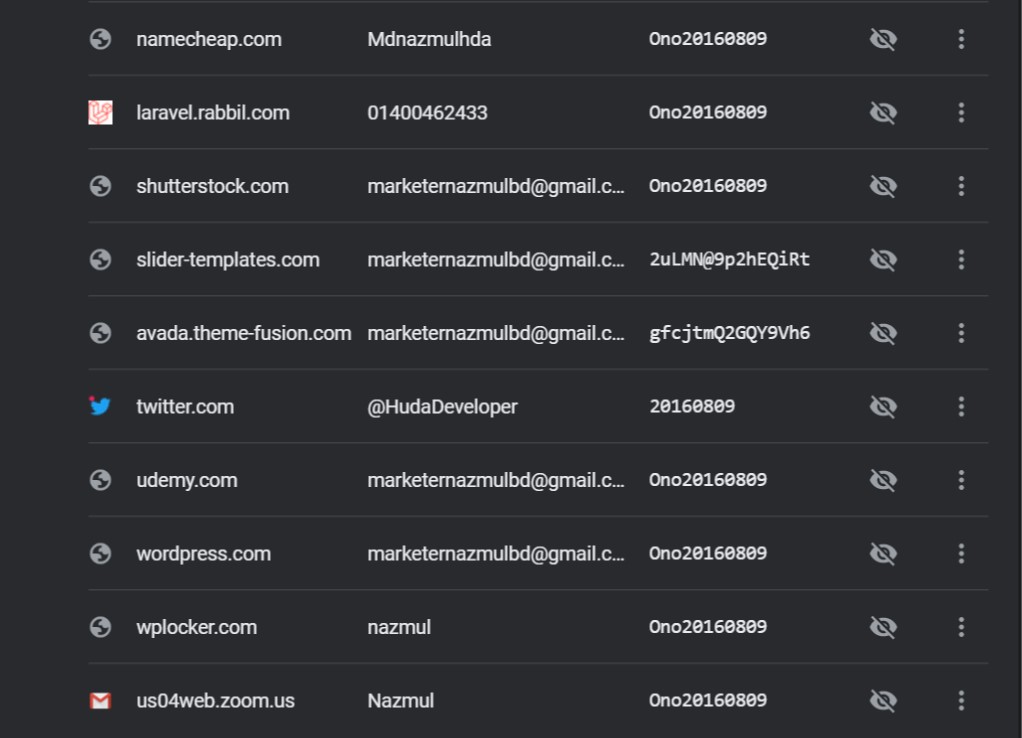 namecheap.com Mdnazmulhda Ono20160809
laravel.rabbil.com 01400462433 Ono20160809
shutterstock.com marketernazmulbd@gmail.c... Ono20160809
slider-templates.com marketernazmulbd@gmail.c... 2uLMN@9p2hEQiRt
avada.theme-fusion.com marketernazmulbd@gmail.c... gfcjtmQ2GQY9Vh6
twitter.com @HudaDeveloper 20160809
udemy.com marketernazmulbd@gmail.c... Ono20160809
wordpress.com marketernazmulbd@gmail.c... Ono20160809
wplocker.com nazmul Ono20160809
us04web.zoom.us Nazmul Ono20160809